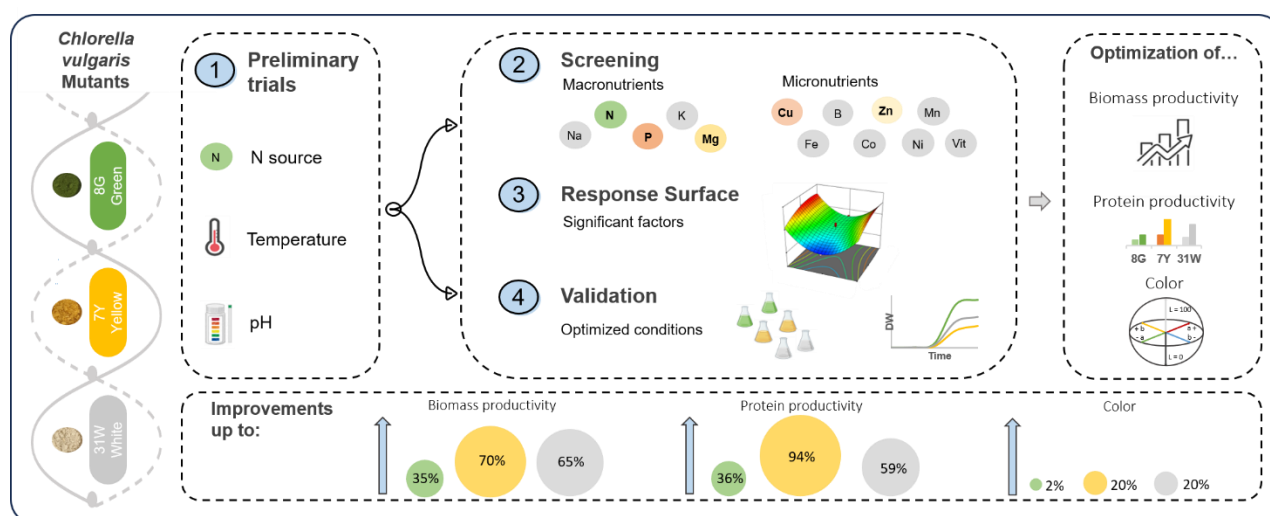 Chlorella
vulgaris
Mutants
8G
Green
7Y
Yellow
31W
White
1
Preliminary
trials
N
N source
Temperature
pH
2
Screening
Macronutrients
Na
N
P
K
Mg
Micronutrients
Cu
B
Zn
Mn
Fe
Co
Ni
Vit
3
Response Surface
Significant factors
4
Validation
Optimized conditions
DW
Time
Optimization of...
Biomass productivity
Protein productivity
8G 7Y 31W
Color
L = 100
+ b
a +
- a
b -
L = 0
Improvements
up to:
Biomass productivity
35%
70%
65%
Protein productivity
36%
94%
59%
Color
2%
20%
20%